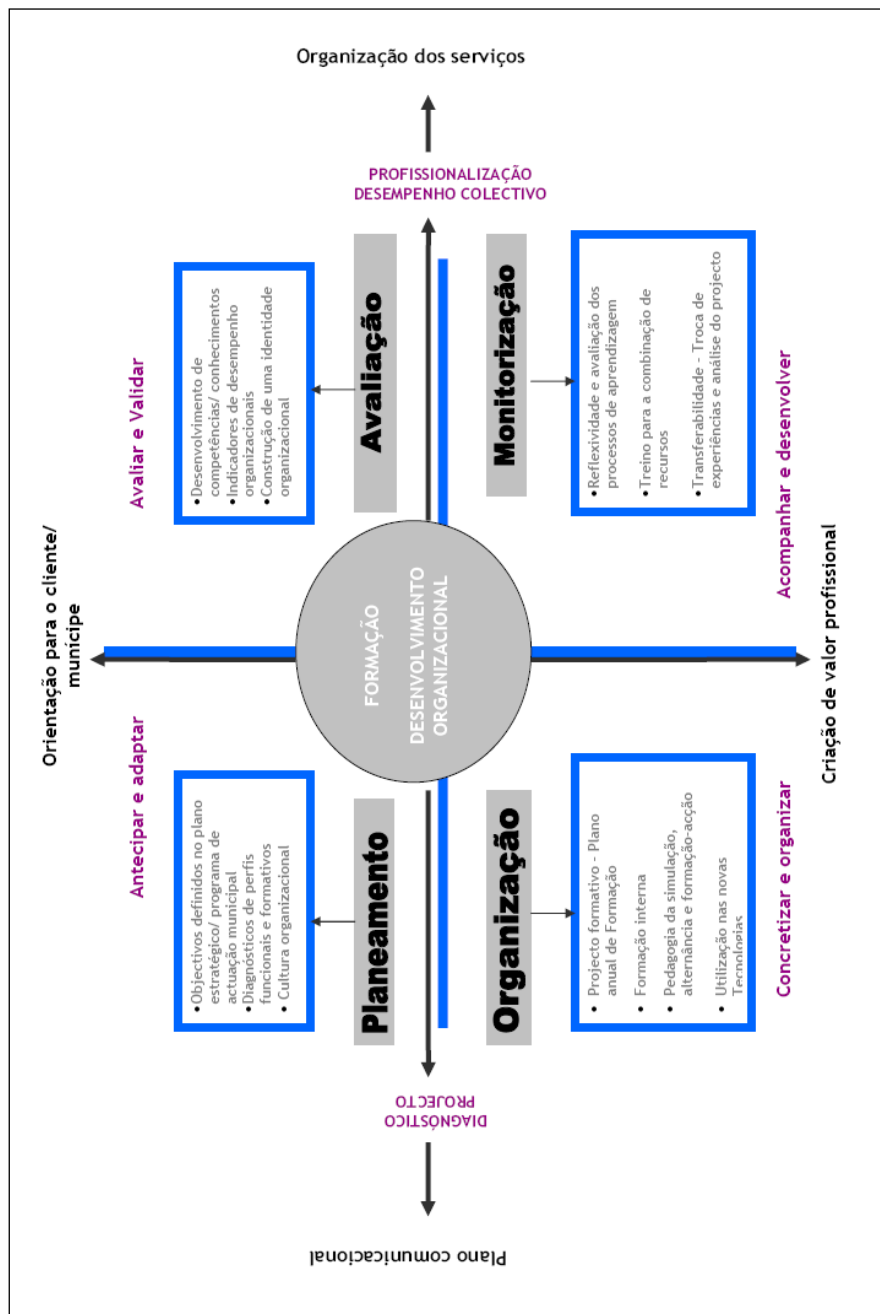 Orientação para o cliente/
munícipe
Antecipar e adaptar
• Objectivos definidos no plano
estratégico/ programa de
actuação municipal
• Diagnósticos de perfis
funcionais e formativos
• Cultura organizacional
Planeamento
Avaliar e Validar
• Desenvolvimento de
competências/ conhecimentos
• Indicadores de desempenho
organizacionais
• Construção de uma identidade
organizacional
Avaliação
Plano comunicacional
DIAGNÓSTICO
PROJECTO
FORMAÇÃO
DESENVOLVIMENTO
ORGANIZACIONAL
PROFISSIONALIZAÇÃO
DESEMPENHO COLECTIVO
Organização dos serviços
Organização
• Projecto formativo - Plano
anual de Formação
• Formação interna
• Pedagogia da simulação,
alternância e formação-acção
• Utilização nas novas
Tecnologias
Concretizar e organizar
Monitorização
• Reflexividade e avaliação dos
processos de aprendizagem
• Treino para a combinação de
recursos
• Transferabilidade - Troca de
experiências e análise do projecto
Acompanhar e desenvolver
Criação de valor profissional